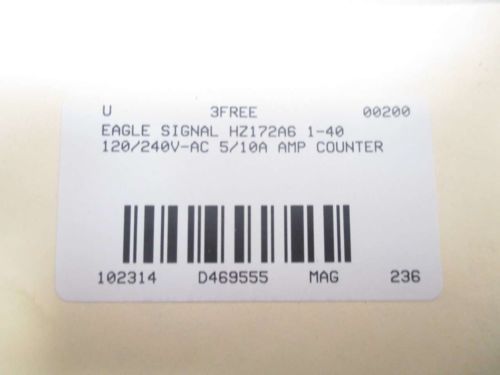 U 3FREE 00200
EAGLE SIGNAL HZ172A6 1-40
120/240V-AC 5/10A AMP COUNTER
102314 D469555 MAG 236